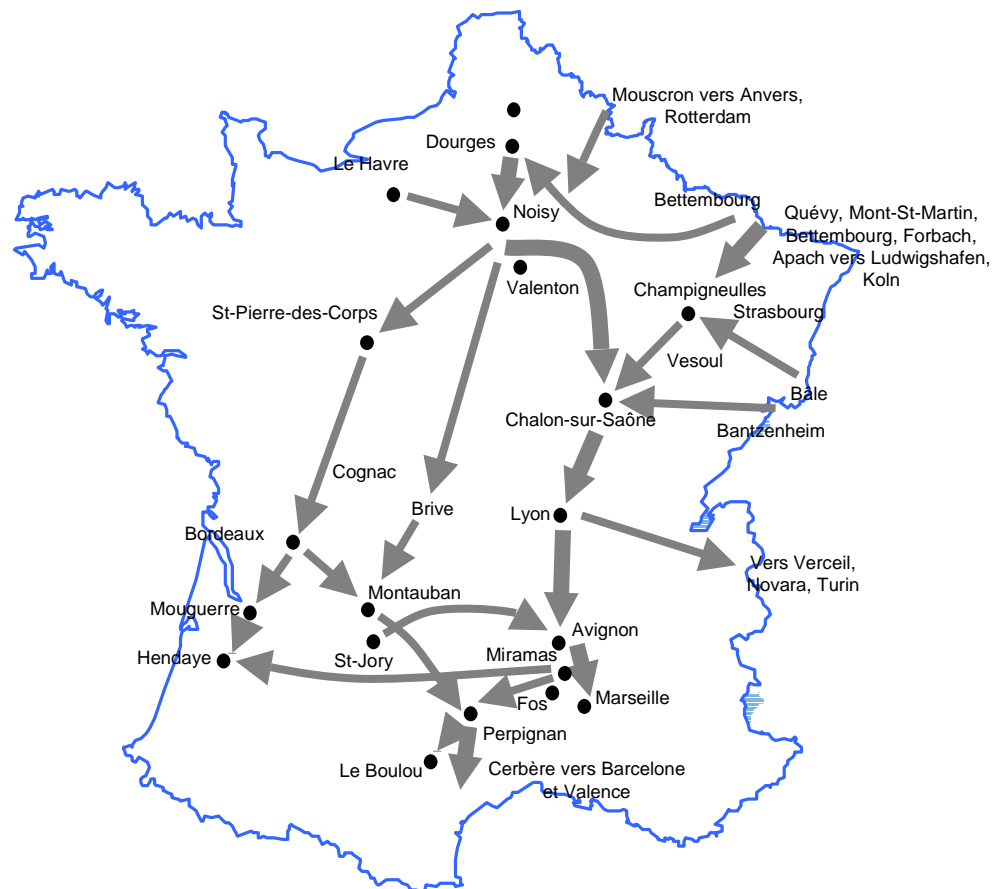 Mouscron vers Anvers,
Rotterdam
Dourges
Le Havre
Bettembourg
Noisy
Quévy, Mont-St-Martin,
Bettembourg, Forbach,
Apach vers Ludwigshafen,
Koln
Valenton
Champigneulles
St-Pierre-des-Corps
Strasbourg
Vesoul
Bâle
Chalon-sur-Saône
Bantzenheim
Cognac
Brive
Lyon
Bordeaux
Vers Verceil,
Novara, Turin
Montauban
Mouguerre
Avignon
Hendaye
St-Jory
Miramas
Fos
Marseille
Perpignan
Le Boulou
Cerbère vers Barcelone
et Valence